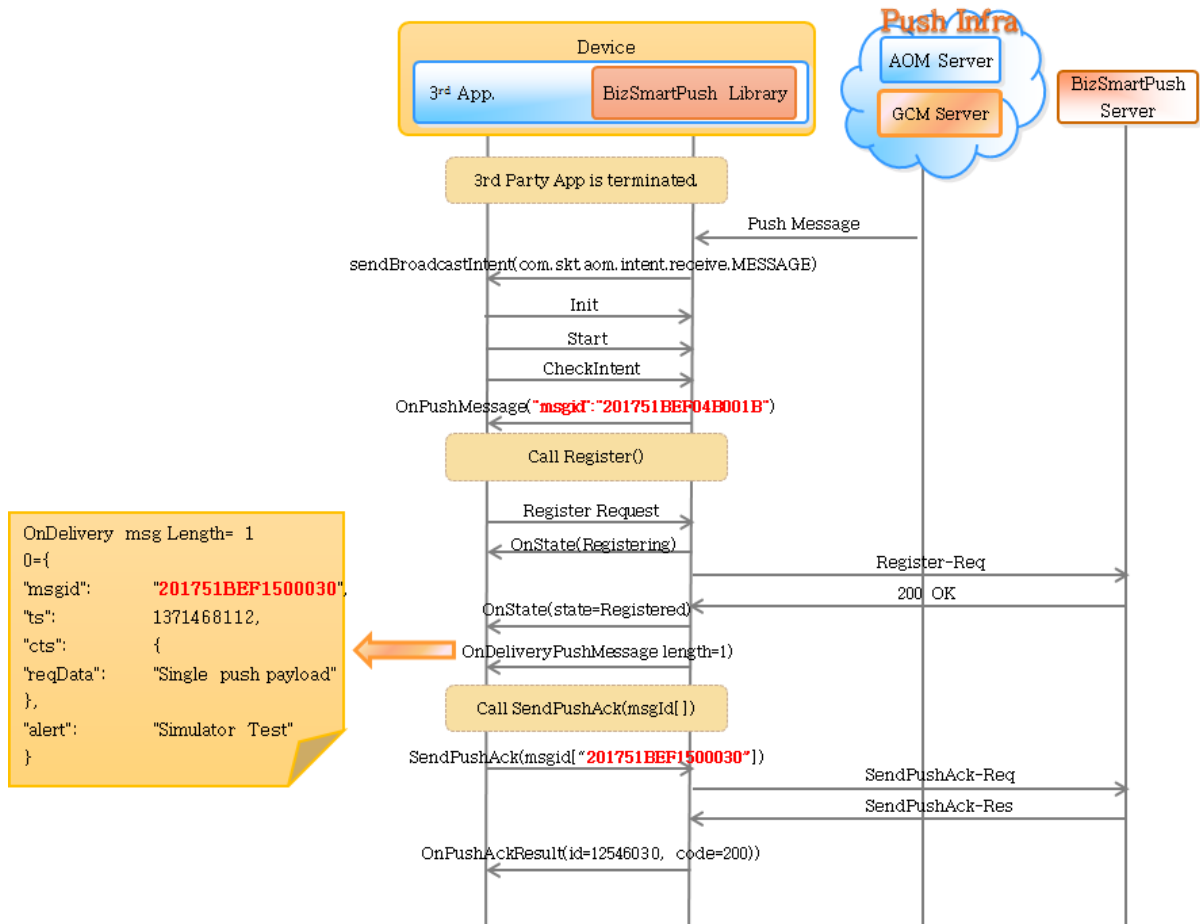 Push Infra
Device
AOM Server
3rd App.
BizSmartPush Library
GCM Server
BizSmartPush
Server
3rd Party App is terminated.
Push Message
sendBroadcastIntent(com.skt.aom.intent.receive.MESSAGE)
Init
Start
CheckIntent
OnPushMessage("msgid":"201751BEF04B001B")
Call Register()
Register Request
OnState(Registering)
Register-Req
200 OK
OnState(state=Registered)
OnDeliveryPushMessage length=1)
OnDelivery msg Length= 1
0={
"msgid": "201751BEF1500030",
"ts": 1371468112,
"cts": {
"reqData": "Single push payload"
},
"alert": "Simulator Test"
}
Call SendPushAck(msgId[])
SendPushAck(msgid["201751BEF1500030"])
SendPushAck-Req
SendPushAck-Res
OnPushAckResult(id=12546030, code=200))